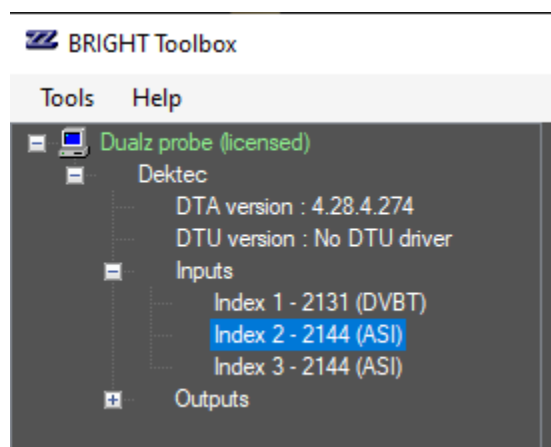 BRIGHT Toolbox
Tools Help
Dualz probe (licensed)
Dektec
DTA version : 4.28.4.274
DTU version : No DTU driver
Inputs
Index 1 - 2131 (DVBT)
Index 2 - 2144 (ASI)
Index 3 - 2144 (ASI)
Outputs